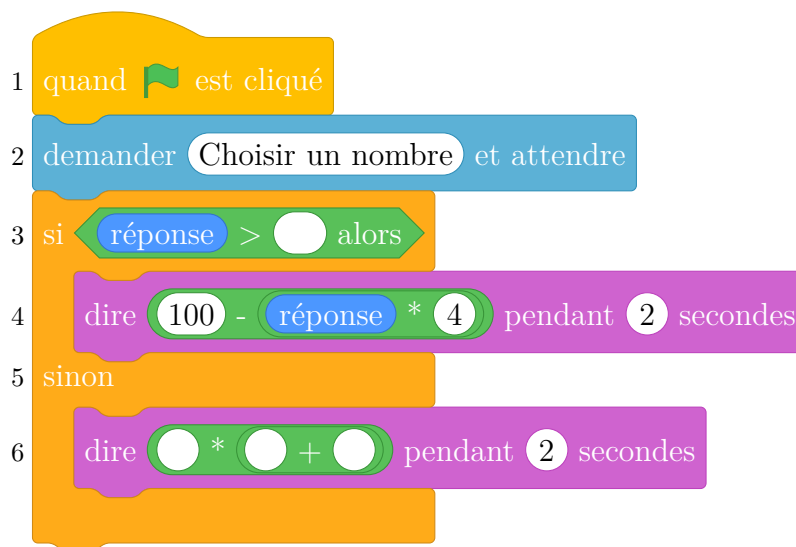 1 quand est cliqué
2 demander Choisir un nombre et attendre
3 si réponse > alors
4 dire 100 - réponse * 4 pendant 2 secondes
5 sinon
6 dire * + pendant 2 secondes